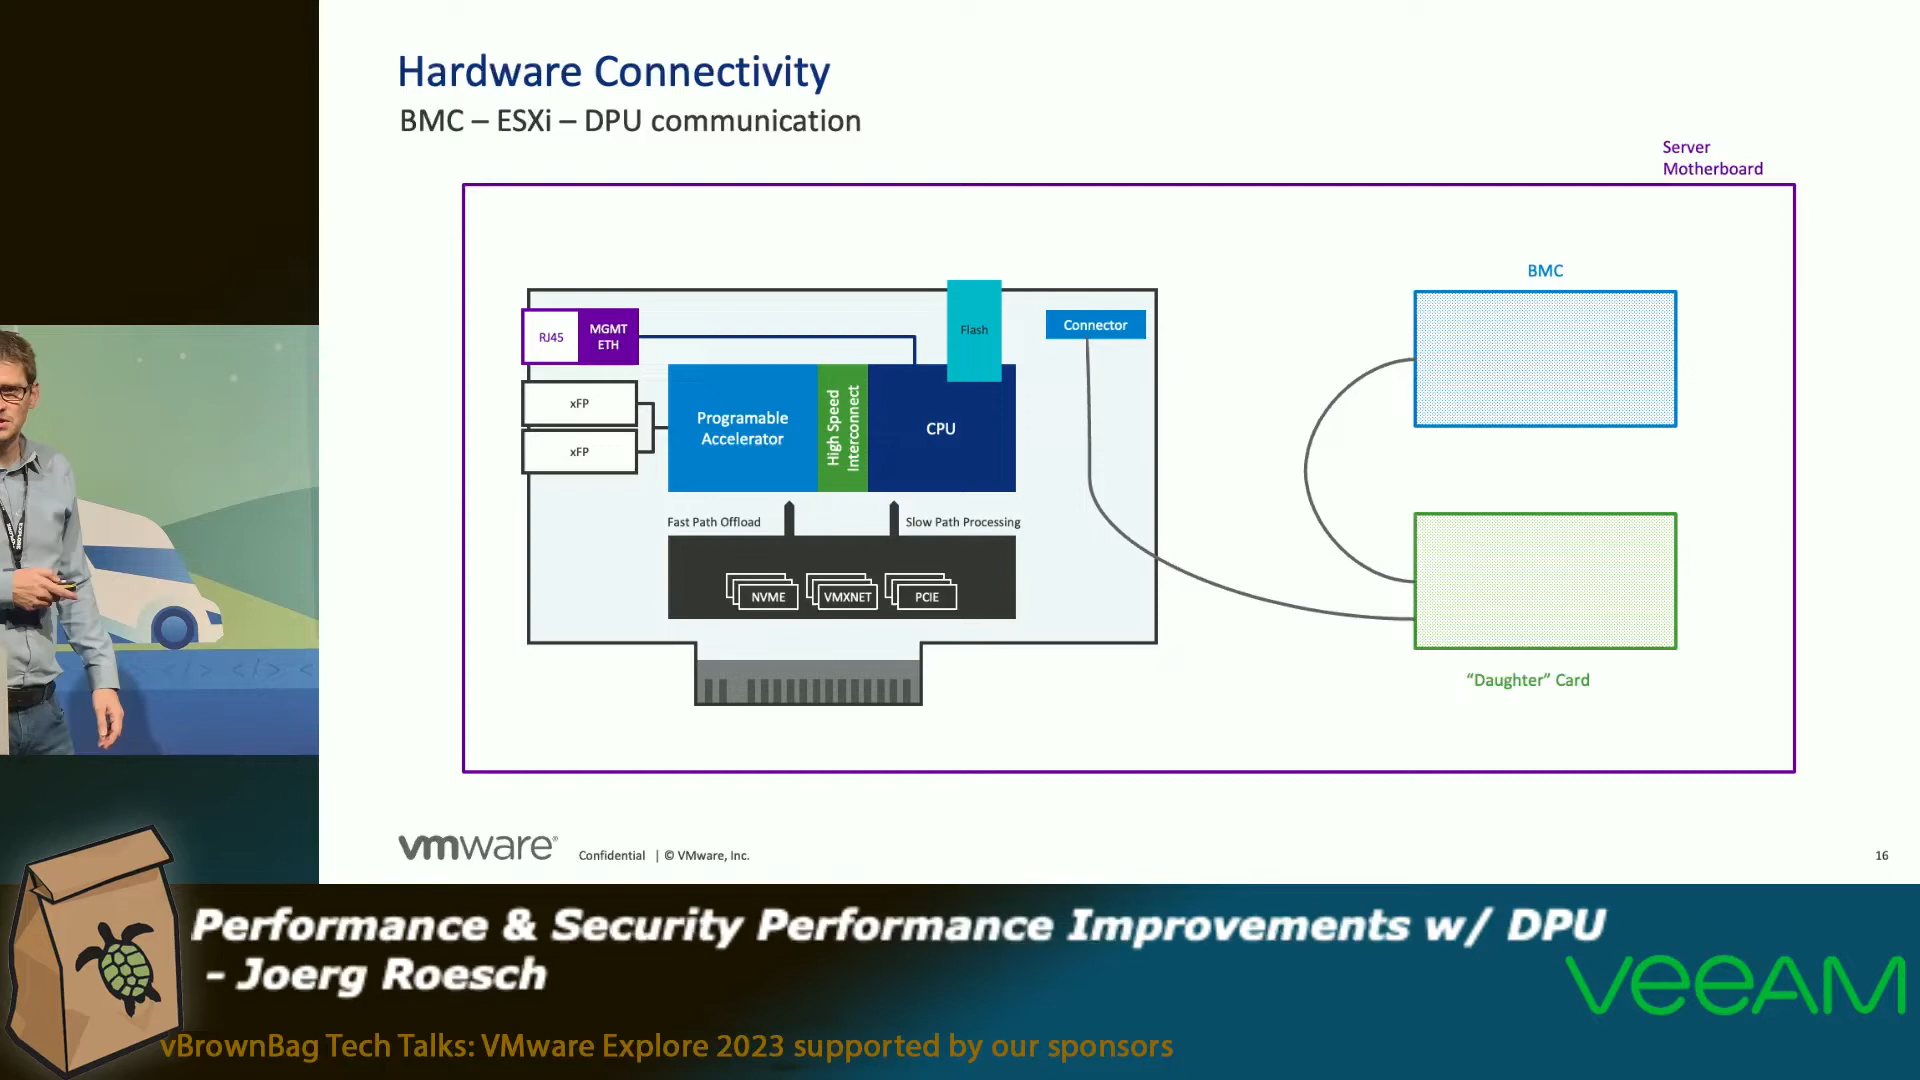 Hardware Connectivity
BMC – ESXi – DPU communication
Server
Motherboard
BMC
RJ45
MGMT
ETH
Flash
Connector
xFP
xFP
Programable
Accelerator
High Speed
Interconnect
CPU
Fast Path Offload
Slow Path Processing
NVME
VMXNET
PCIE
"Daughter" Card
vmware®
Confidential | © VMware, Inc.
16
Performance & Security Performance Improvements w/ DPU
- Joerg Roesch
veeAM
vBrownBag Tech Talks: VMware Explore 2023 supported by our sponsors